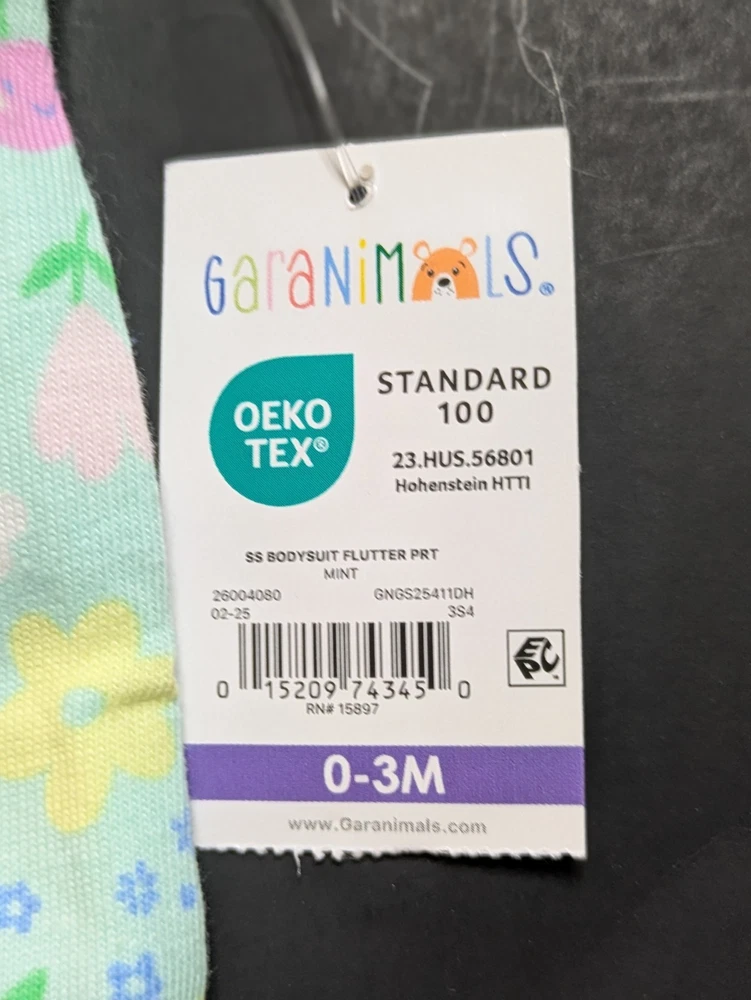 GaraNiMALS®
OEKO
TEX®
STANDARD
100
23.HUS.56801
Hohenstein HTTI
SS BODYSUIT FLUTTER PRT
MINT
26004080 GNGS25411DH
02-25 3S4
0 15209 74345 0
EPC™
RN# 15897
0-3M
www.Garanimals.com